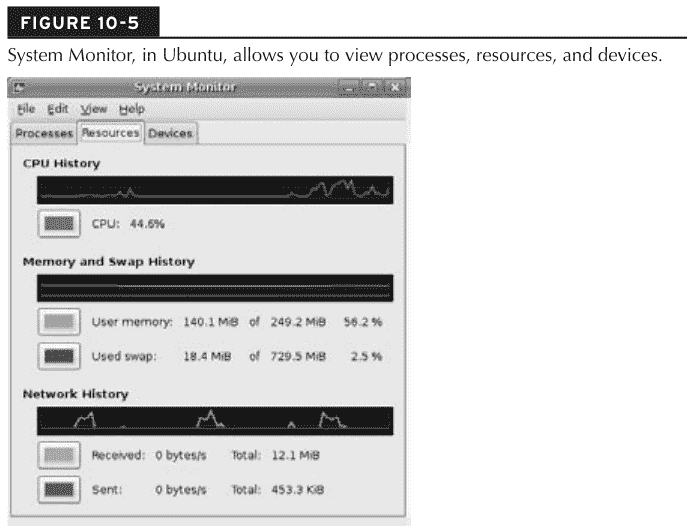 FIGURE 10-5
System Monitor, in Ubuntu, allows you to view processes, resources, and devices.
System Monitor
File Edit View Help
Processes Resources Devices
CPU History
CPU: 44.6%
Memory and Swap History
User memory: 140.1 MiB of 249.2 MiB 56.2 %
Used swap: 18.4 MiB of 729.5 MiB 2.5 %
Network History
Received: 0 bytes/s Total: 12.1 MiB
Sent: 0 bytes/s Total: 453.3 KiB